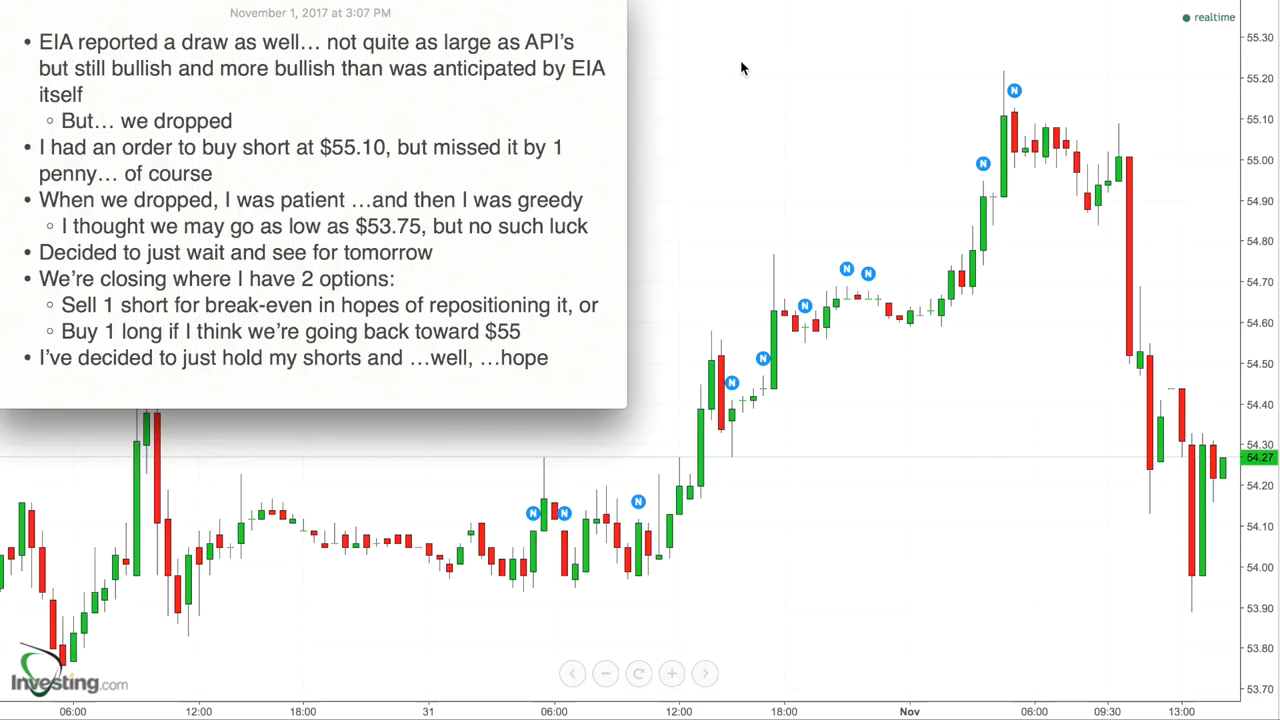 November 1, 2017 at 3:07 PM
• EIA reported a draw as well… not quite as large as API’s
but still bullish and more bullish than was anticipated by EIA
itself
◦ But… we dropped
• I had an order to buy short at $55.10, but missed it by 1
penny… of course
• When we dropped, I was patient …and then I was greedy
◦ I thought we may go as low as $53.75, but no such luck
• Decided to just wait and see for tomorrow
• We’re closing where I have 2 options:
◦ Sell 1 short for break-even in hopes of repositioning it, or
◦ Buy 1 long if I think we’re going back toward $55
• I’ve decided to just hold my shorts and …well, …hope
realtime
55.30
55.20
N
55.10
55.00
N
54.90
54.80
N N
54.70
N
54.60
N
54.50
N
54.40
54.30
54.27
54.20
N N N
54.10
54.00
53.90
53.80
53.70
Investing.com
06:00 12:00 18:00 31 06:00 12:00 18:00 Nov 06:00 09:30 13:00